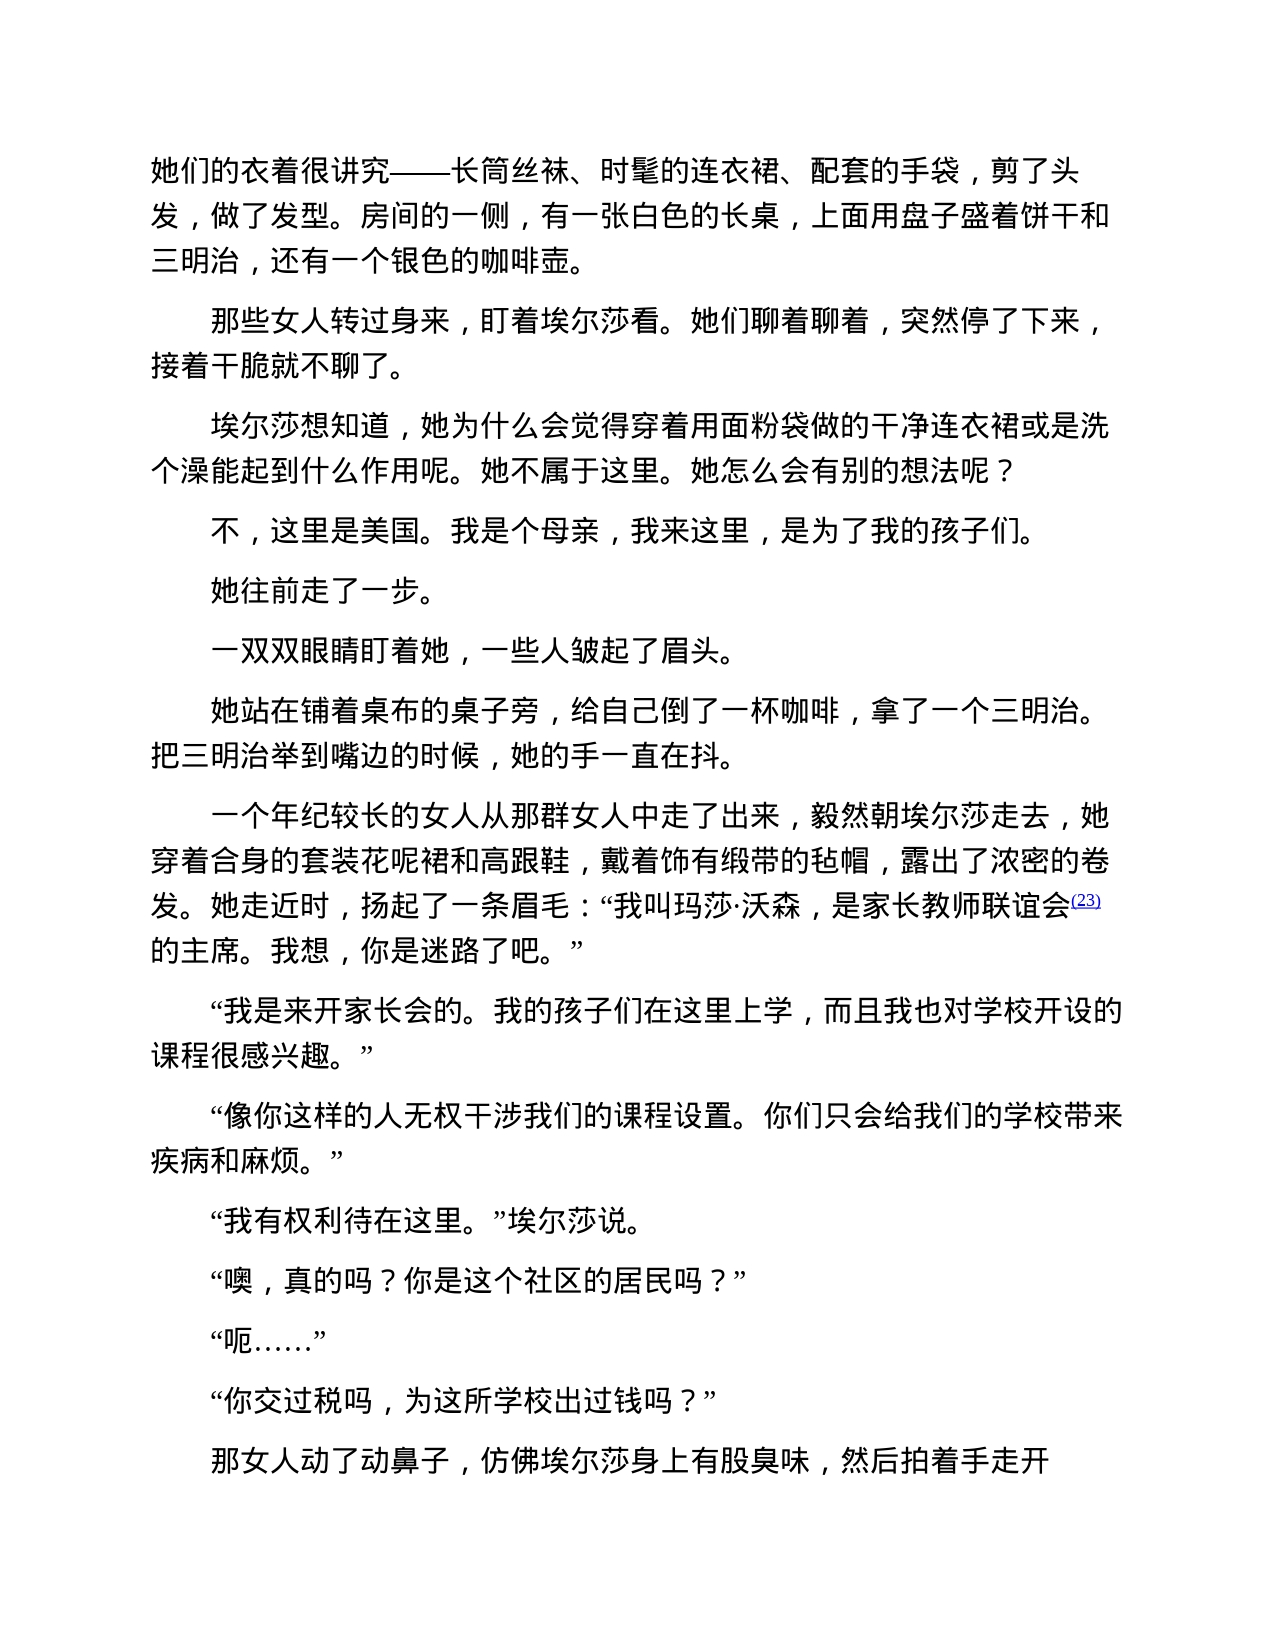 她们的衣着很讲究——长筒丝袜、时髦的连衣裙、配套的手袋，剪了头
发，做了发型。房间的一侧，有一张白色的长桌，上面用盘子盛着饼干和
三明治，还有一个银色的咖啡壶。
那些女人转过身来，盯着埃尔莎看。她们聊着聊着，突然停了下来，
接着干脆就不聊了。
埃尔莎想知道，她为什么会觉得穿着用面粉袋做的干净连衣裙或是洗
个澡能起到什么作用呢。她不属于这里。她怎么会有别的想法呢？
不，这里是美国。我是个母亲，我来这里，是为了我的孩子们。
她往前走了一步。
一双双眼睛盯着她，一些人皱起了眉头。
她站在铺着桌布的桌子旁，给自己倒了一杯咖啡，拿了一个三明治。
把三明治举到嘴边的时候，她的手一直在抖。
一个年纪较长的女人从那群女人中走了出来，毅然朝埃尔莎走去，她
穿着合身的套装花呢裙和高跟鞋，戴着饰有缎带的毡帽，露出了浓密的卷
发。她走近时，扬起了一条眉毛：“我叫玛莎·沃森，是家长教师联谊会(23)
的主席。我想，你是迷路了吧。”
“我是来开家长会的。我的孩子们在这里上学，而且我也对学校开设的
课程很感兴趣。”
“像你这样的人无权干涉我们的课程设置。你们只会给我们的学校带来
疾病和麻烦。”
“我有权利待在这里。”埃尔莎说。
“噢，真的吗？你是这个社区的居民吗？”
“呃……”
“你交过税吗，为这所学校出过钱吗？”
那女人动了动鼻子，仿佛埃尔莎身上有股臭味，然后拍着手走开